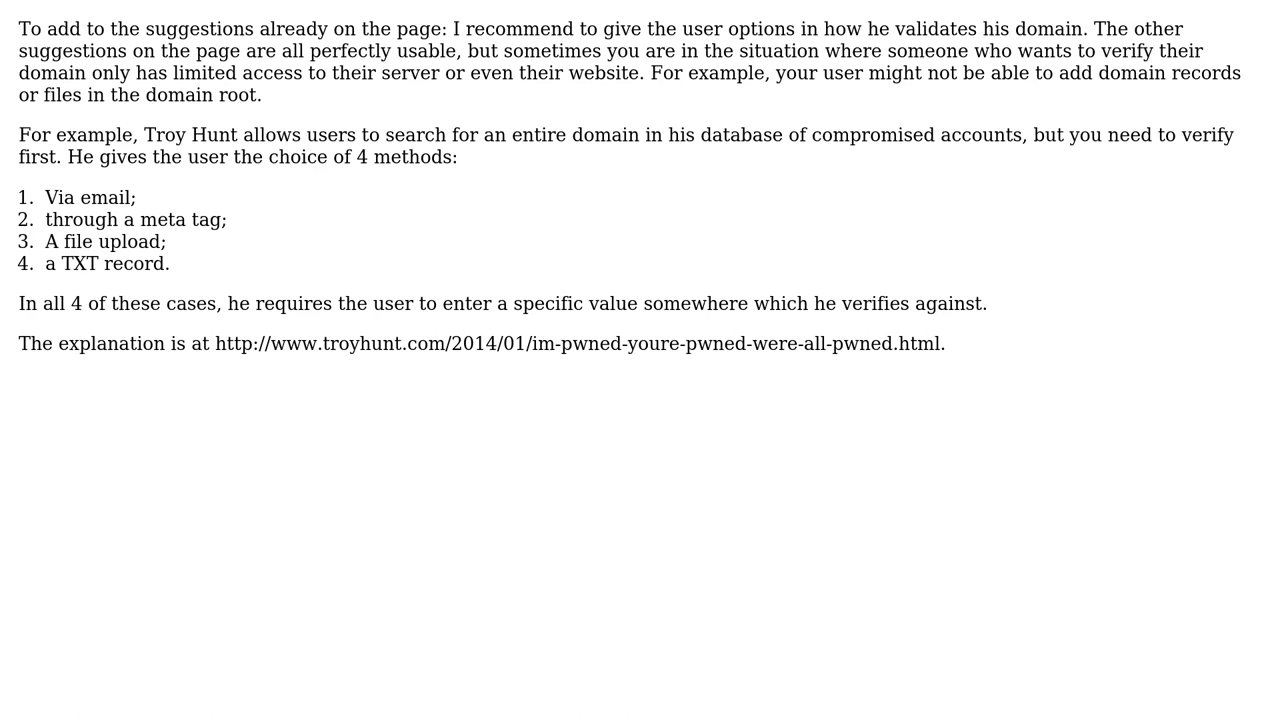 To add to the suggestions already on the page: I recommend to give the user options in how he validates his domain. The other
suggestions on the page are all perfectly usable, but sometimes you are in the situation where someone who wants to verify their
domain only has limited access to their server or even their website. For example, your user might not be able to add domain records
or files in the domain root.
For example, Troy Hunt allows users to search for an entire domain in his database of compromised accounts, but you need to verify
first. He gives the user the choice of 4 methods:
1. Via email;
2. through a meta tag;
3. A file upload;
4. a TXT record.
In all 4 of these cases, he requires the user to enter a specific value somewhere which he verifies against.
The explanation is at http://www.troyhunt.com/2014/01/im-pwned-youre-pwned-were-all-pwned.html.